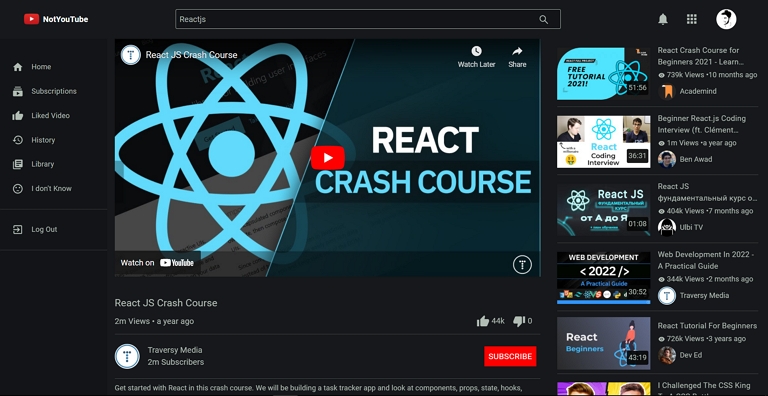 NotYouTube
Reactjs
Home
Subscriptions
Liked Video
History
Library
I don't Know
Log Out
React JS Crash Course
Watch Later
Share
REACT
CRASH COURSE
Watch on YouTube
React JS Crash Course
2m Views • a year ago
44k
0
Traversy Media
2m Subscribers
SUBSCRIBE
Get started with React in this crash course. We will be building a task tracker app and look at components, props, state, hooks,
FREE
TUTORIAL
2021!
51:56
React Crash Course for
Beginners 2021 - Learn...
739k Views •10 months ago
Academind
React
Coding
Interview
36:31
Beginner React.js Coding
Interview (ft. Clément...
1m Views •a year ago
Ben Awad
React JS
ФУНДАМЕНТАЛЬНЫЙ
КУРС
от А до Я
01:08
React JS
фундаментальный курс о...
404k Views •7 months ago
Ulbi TV
WEB DEVELOPMENT
< 2022 />
A Practical Guide
30:52
Web Development In 2022 -
A Practical Guide
344k Views •2 months ago
Traversy Media
React
Beginners
43:19
React Tutorial For Beginners
726k Views •3 years ago
Dev Ed
I Challenged The CSS King